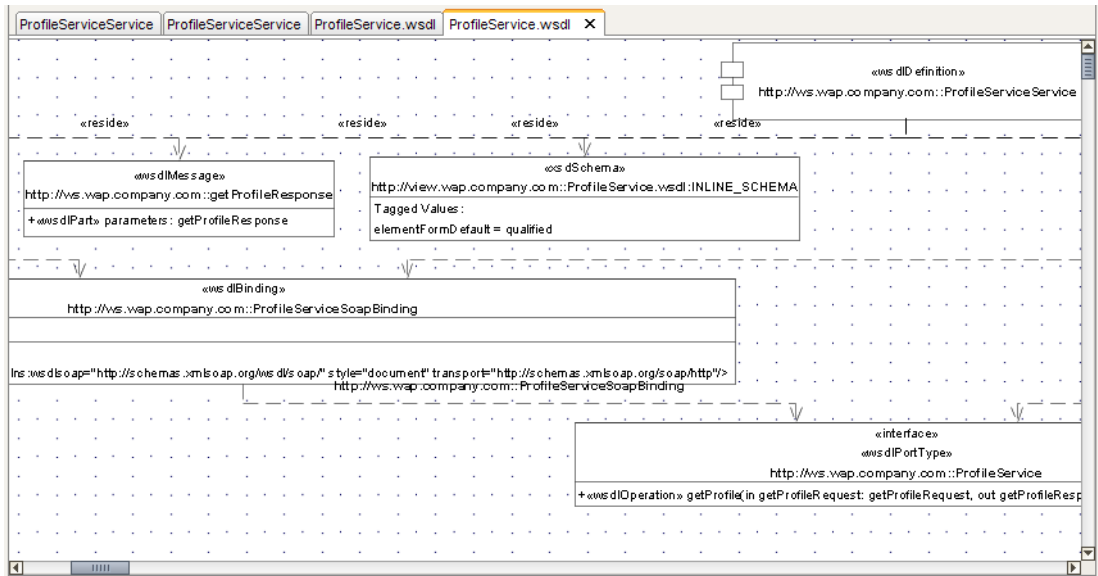 ProfileServiceService ProfileServiceService ProfileService.wsdl ProfileService.wsdl X
«wsdlDefinition»
http://ws.wap.company.com::ProfileServiceService
«reside» «reside» «reside» «reside»
«wsdlMessage»
http://ws.wap.company.com::getProfileResponse
+«wsdlPart» parameters: getProfileResponse
«xsdSchema»
http://view.wap.company.com::ProfileService.wsdl:INLINE_SCHEMA
Tagged Values:
elementFormDefault = qualified
«wsdlBinding»
http://ws.wap.company.com::ProfileServiceSoapBinding
lns:wsdlsoap="http://schemas.xmlsoap.org/wsdl/soap/" style="document" transport="http://schemas.xmlsoap.org/soap/http"/>
http://ws.wap.company.com::ProfileServiceSoapBinding
«interface»
«wsdlPortType»
http://ws.wap.company.com::ProfileService
+«wsdlOperation» getProfile(in getProfileRequest: getProfileRequest, out getProfileResp